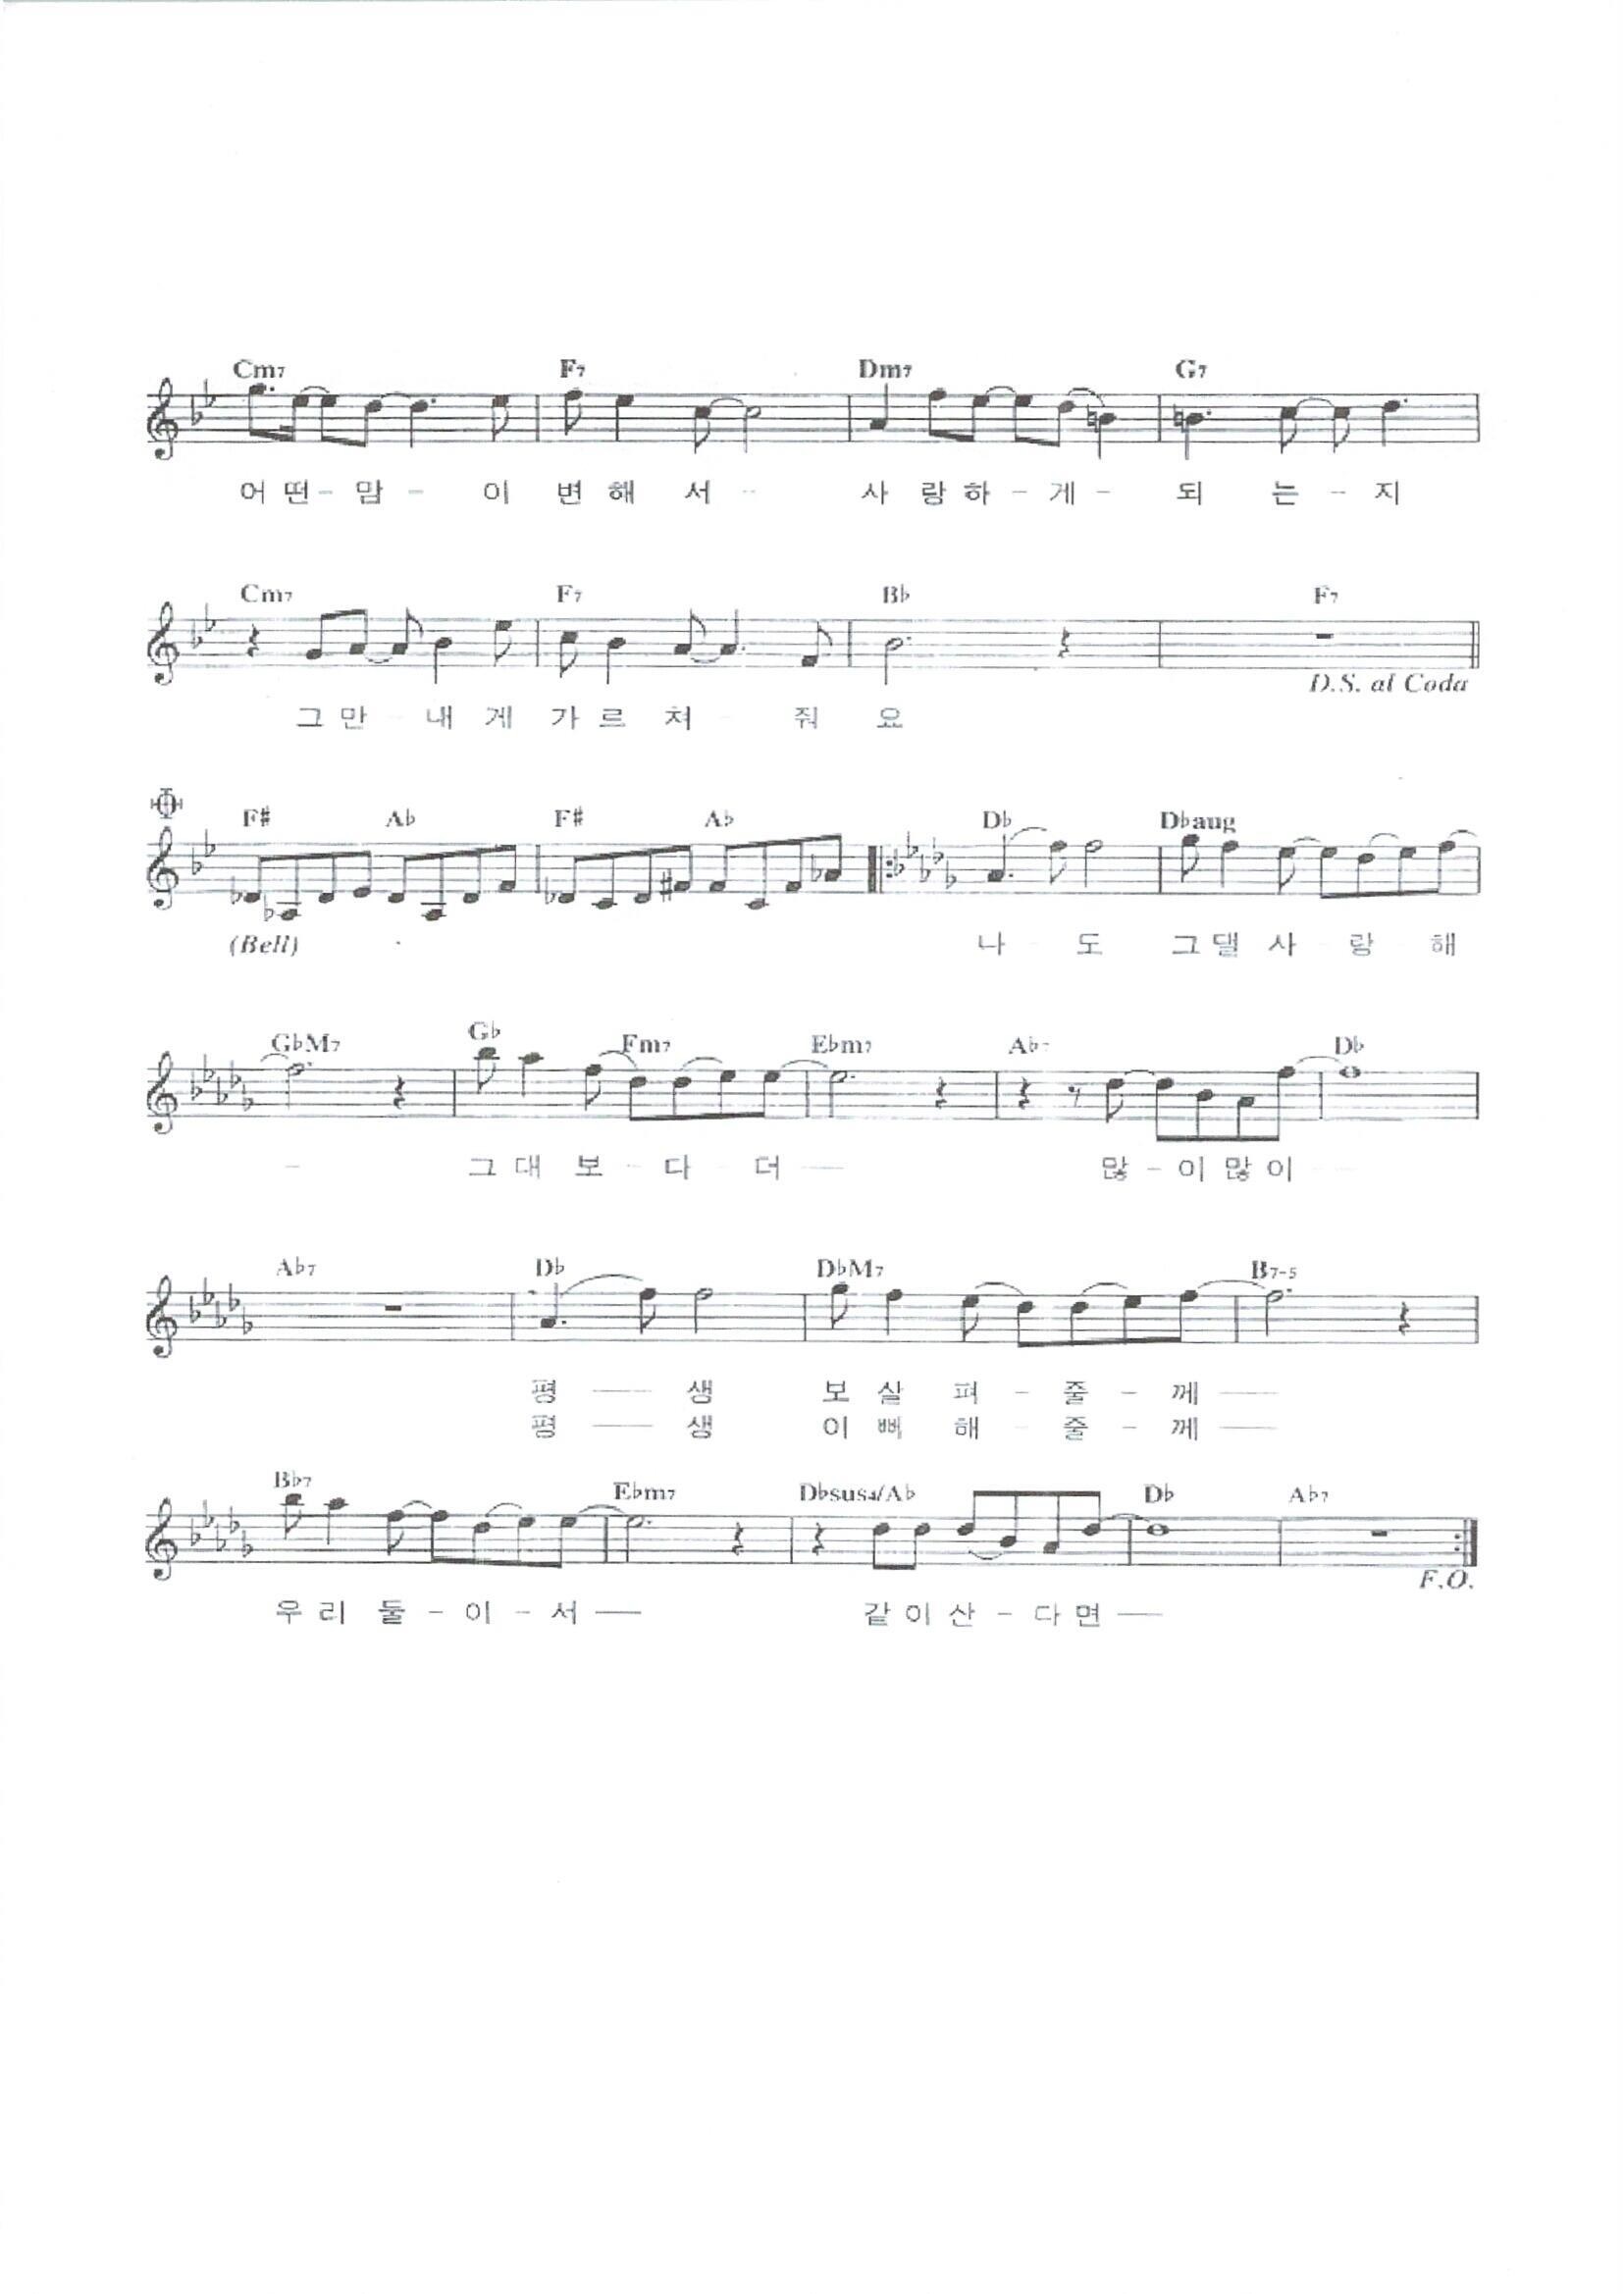 Cm7 F7 Dm7 G7
어 떤 - 맘 - 이 변 해 서 - 사 랑 하 - 게 - 되 는 - 지
Cm7 F7 B♭ F7
D.S. al Coda
그 만 - 내 게 가 르 쳐 - 줘 요
F# A♭ F# A♭ D♭ D♭aug
(Bell) 나 - 도 그 댈 사 - 랑 - 해
G♭M7 G♭ Fm7 E♭m7 A♭7 D♭
- 그 대 보 - 다 - 더 — 많 - 이 많 이 —
A♭7 D♭ D♭M7 B7-5
평 — 생 보 살 펴 - 줄 - 께 —
평 — 생 이 뻐 해 - 줄 - 께 —
B♭7 E♭m7 D♭sus4/A♭ D♭ A♭7
F.O.
우 리 둘 - 이 - 서 — 같 이 산 - 다 면 —